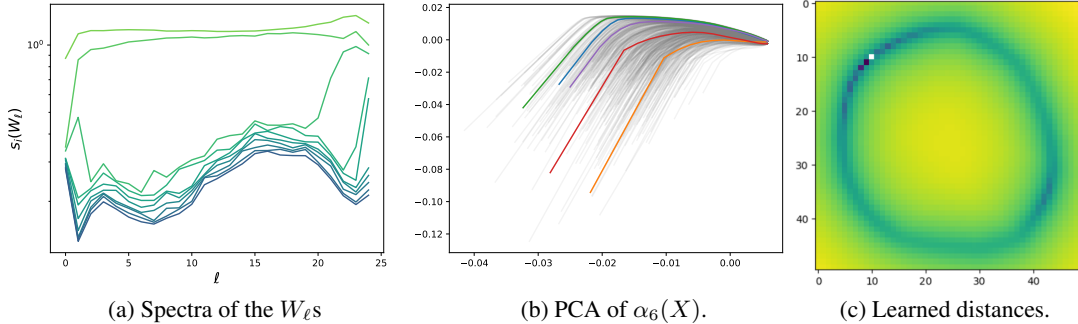 10⁰
s_i(W_ℓ)
0 5 10 15 20 25
ℓ
(a) Spectra of the W_ℓs
0.02
0.00
−0.02
−0.04
−0.06
−0.08
−0.10
−0.12
−0.04 −0.03 −0.02 −0.01 0.00
(b) PCA of α₆(X).
0
10
20
30
40
0 10 20 30 40
(c) Learned distances.